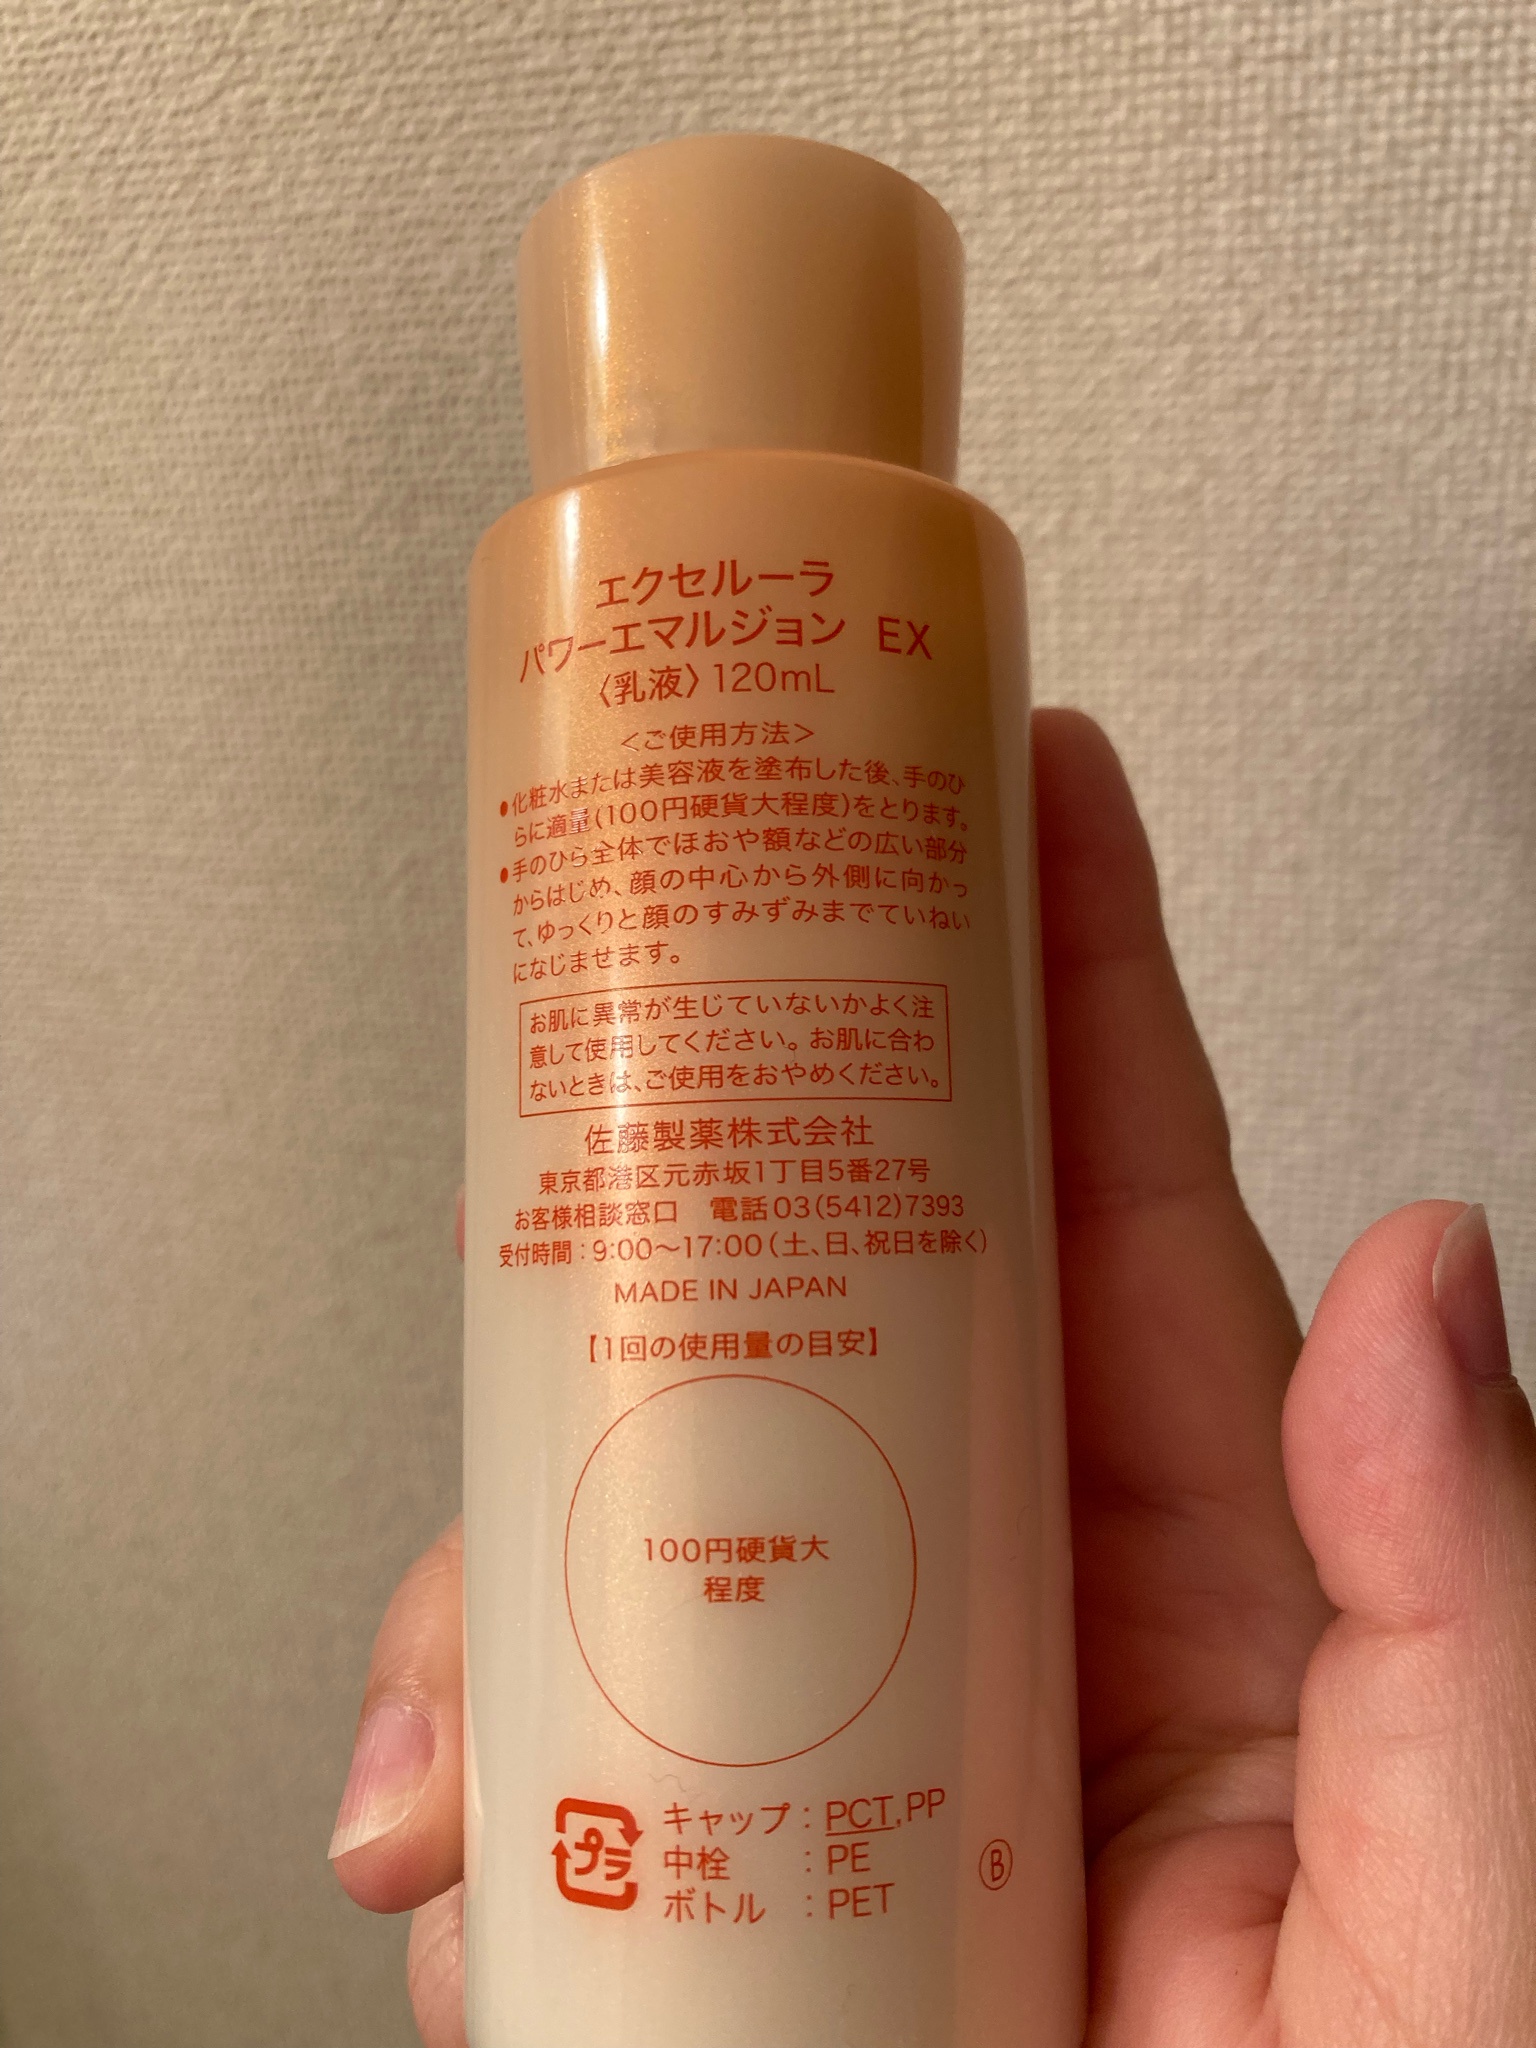 エクセルーラ
パワーエマルジョン EX
〈乳液〉120mL
＜ご使用方法＞
●化粧水または美容液を塗布した後、手のひ
らに適量(100円硬貨大程度)をとります。
●手のひら全体でほおや額などの広い部分
からはじめ、顔の中心から外側に向かっ
て、ゆっくりと顔のすみずみまでていねい
になじませます。
お肌に異常が生じていないかよく注
意して使用してください。お肌に合わ
ないときは、ご使用をおやめください。
佐藤製薬株式会社
東京都港区元赤坂1丁目5番27号
お客様相談窓口 電話03(5412)7393
受付時間：9:00〜17:00(土、日、祝日を除く)
MADE IN JAPAN
【1回の使用量の目安】
100円硬貨大
程度
プラ
キャップ：PCT,PP
中栓：PE
ボトル：PET
Ⓑ